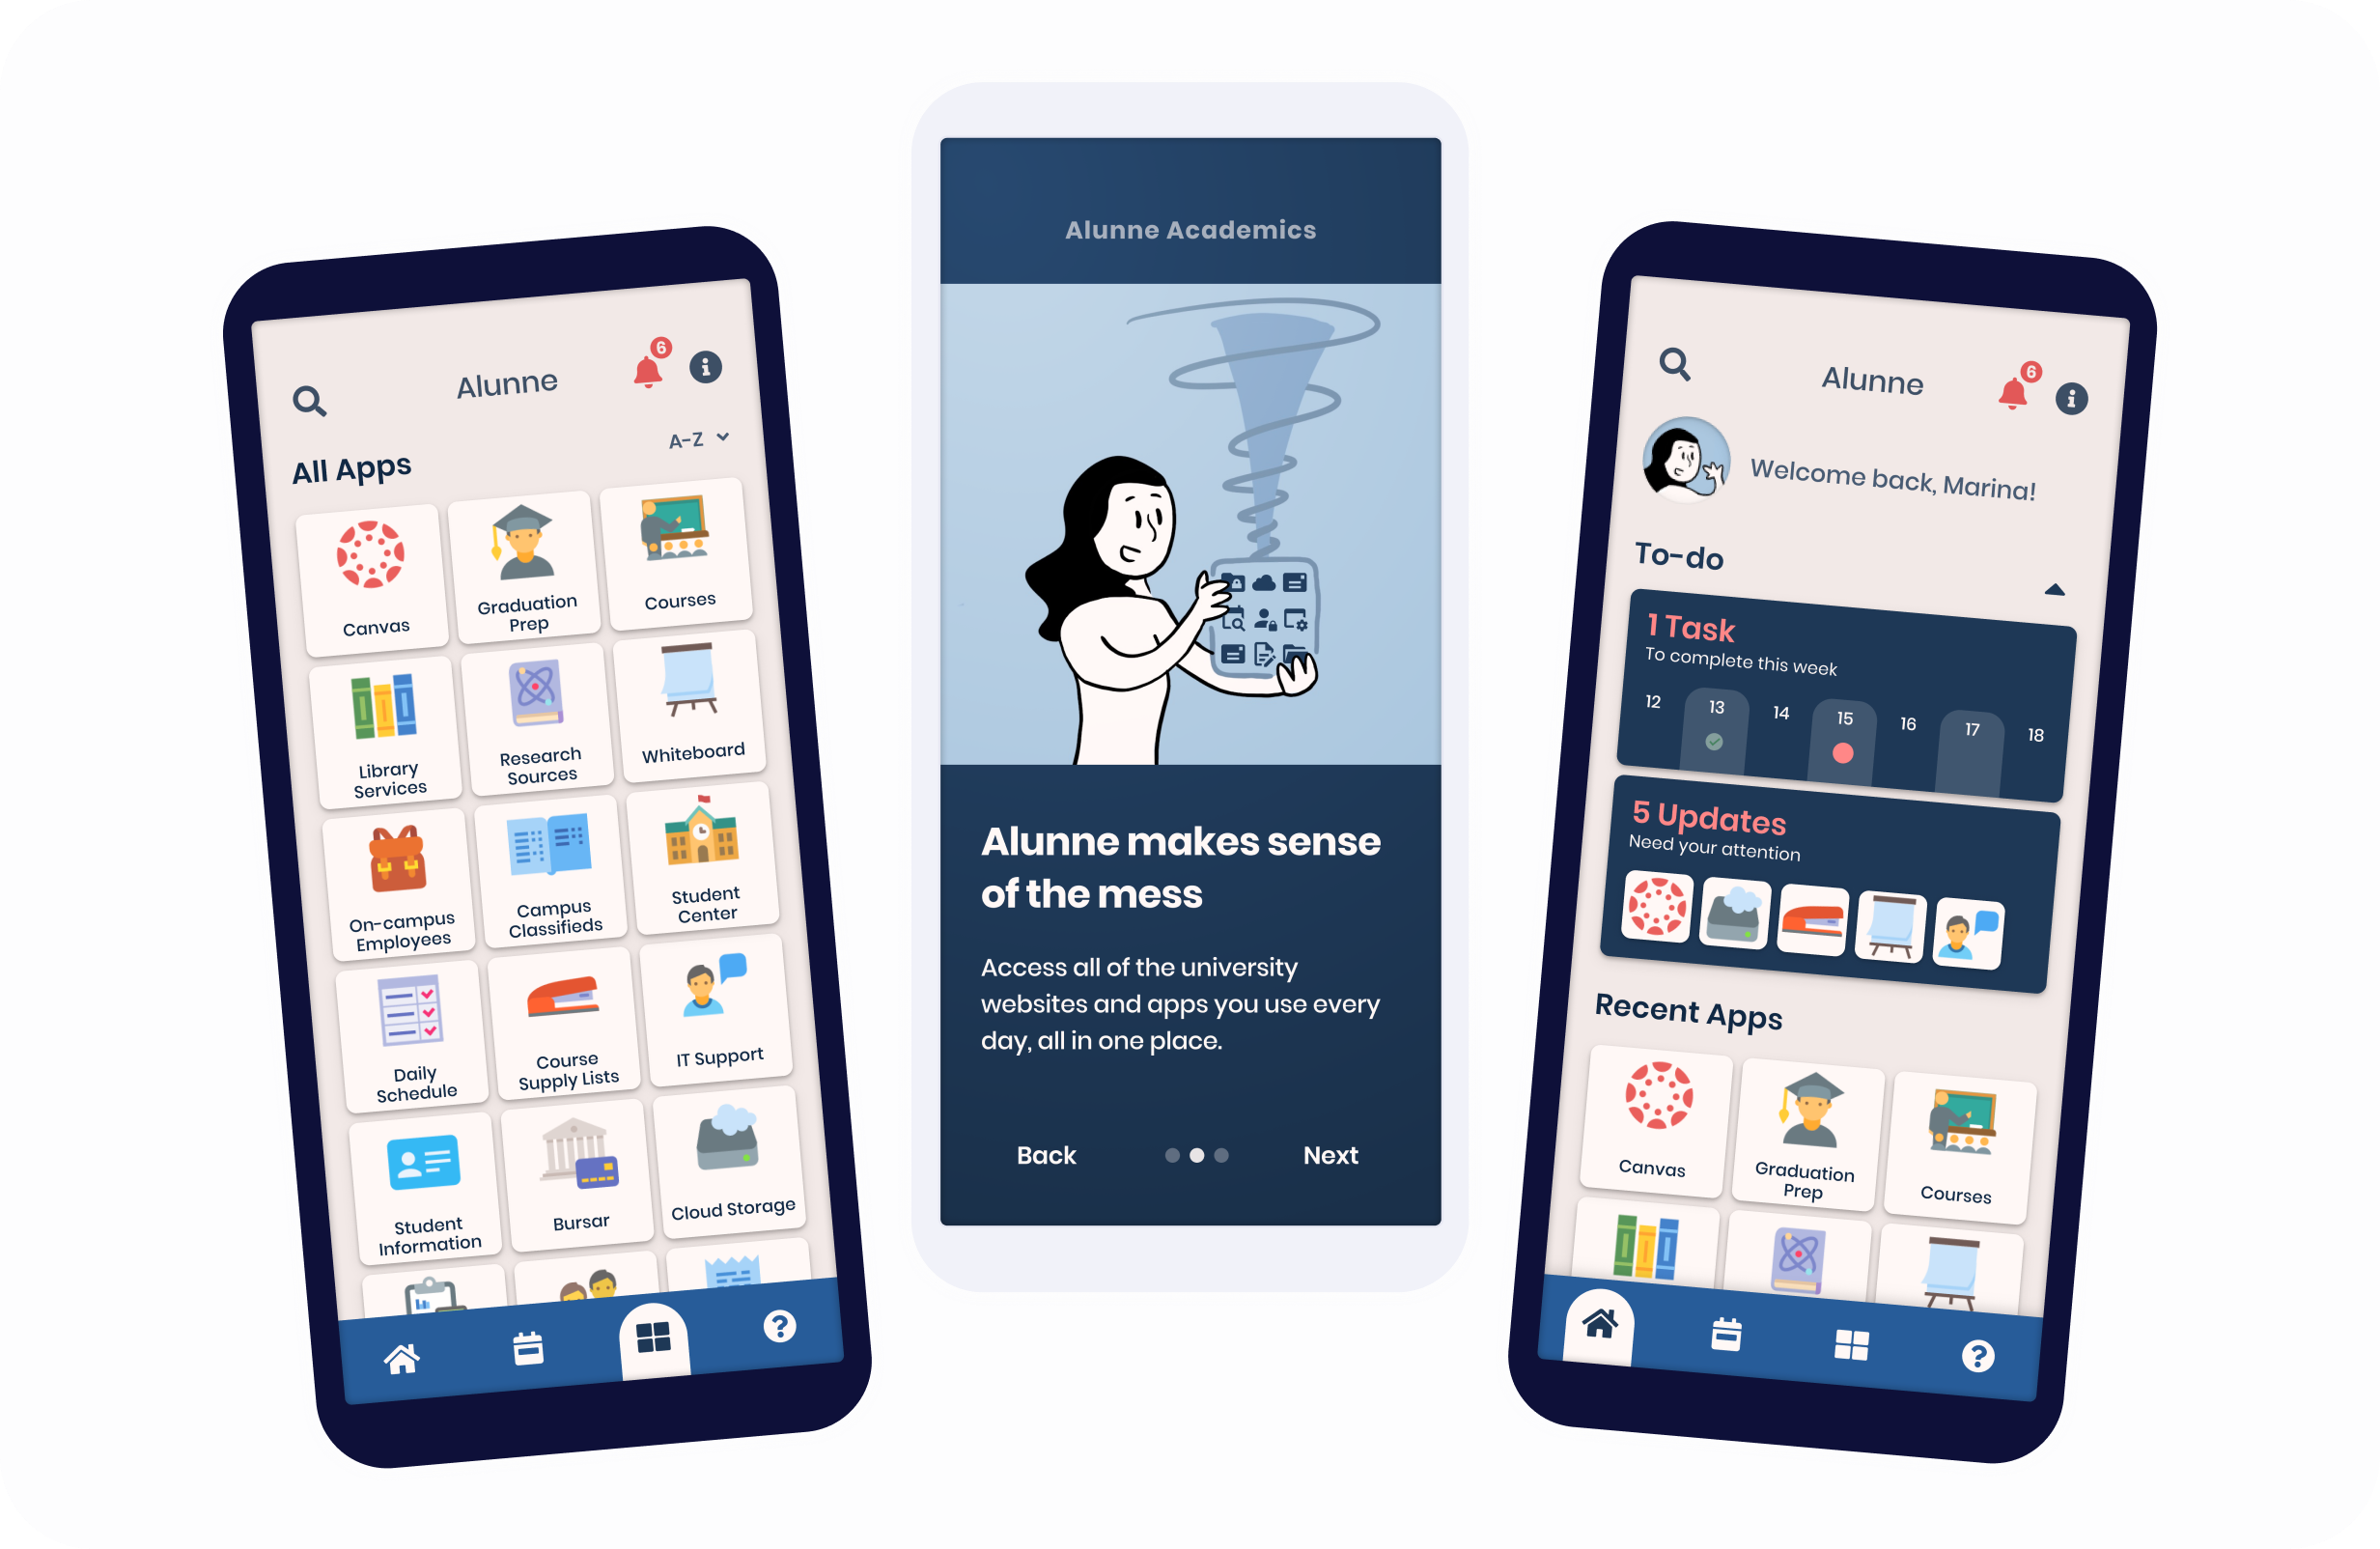 Alunne
6
All Apps
A-Z
Canvas
Graduation
Prep
Courses
Library
Services
Research
Sources
Whiteboard
On-campus
Employees
Campus
Classifieds
Student
Center
Daily
Schedule
Course
Supply Lists
IT Support
Student
Information
Bursar
Cloud Storage
Alunne Academics
Alunne makes sense
of the mess
Access all of the university
websites and apps you use every
day, all in one place.
Back
Next
Alunne
6
Welcome back, Marina!
To-do
1 Task
To complete this week
12 13 14 15 16 17 18
5 Updates
Need your attention
Recent Apps
Canvas
Graduation
Prep
Courses